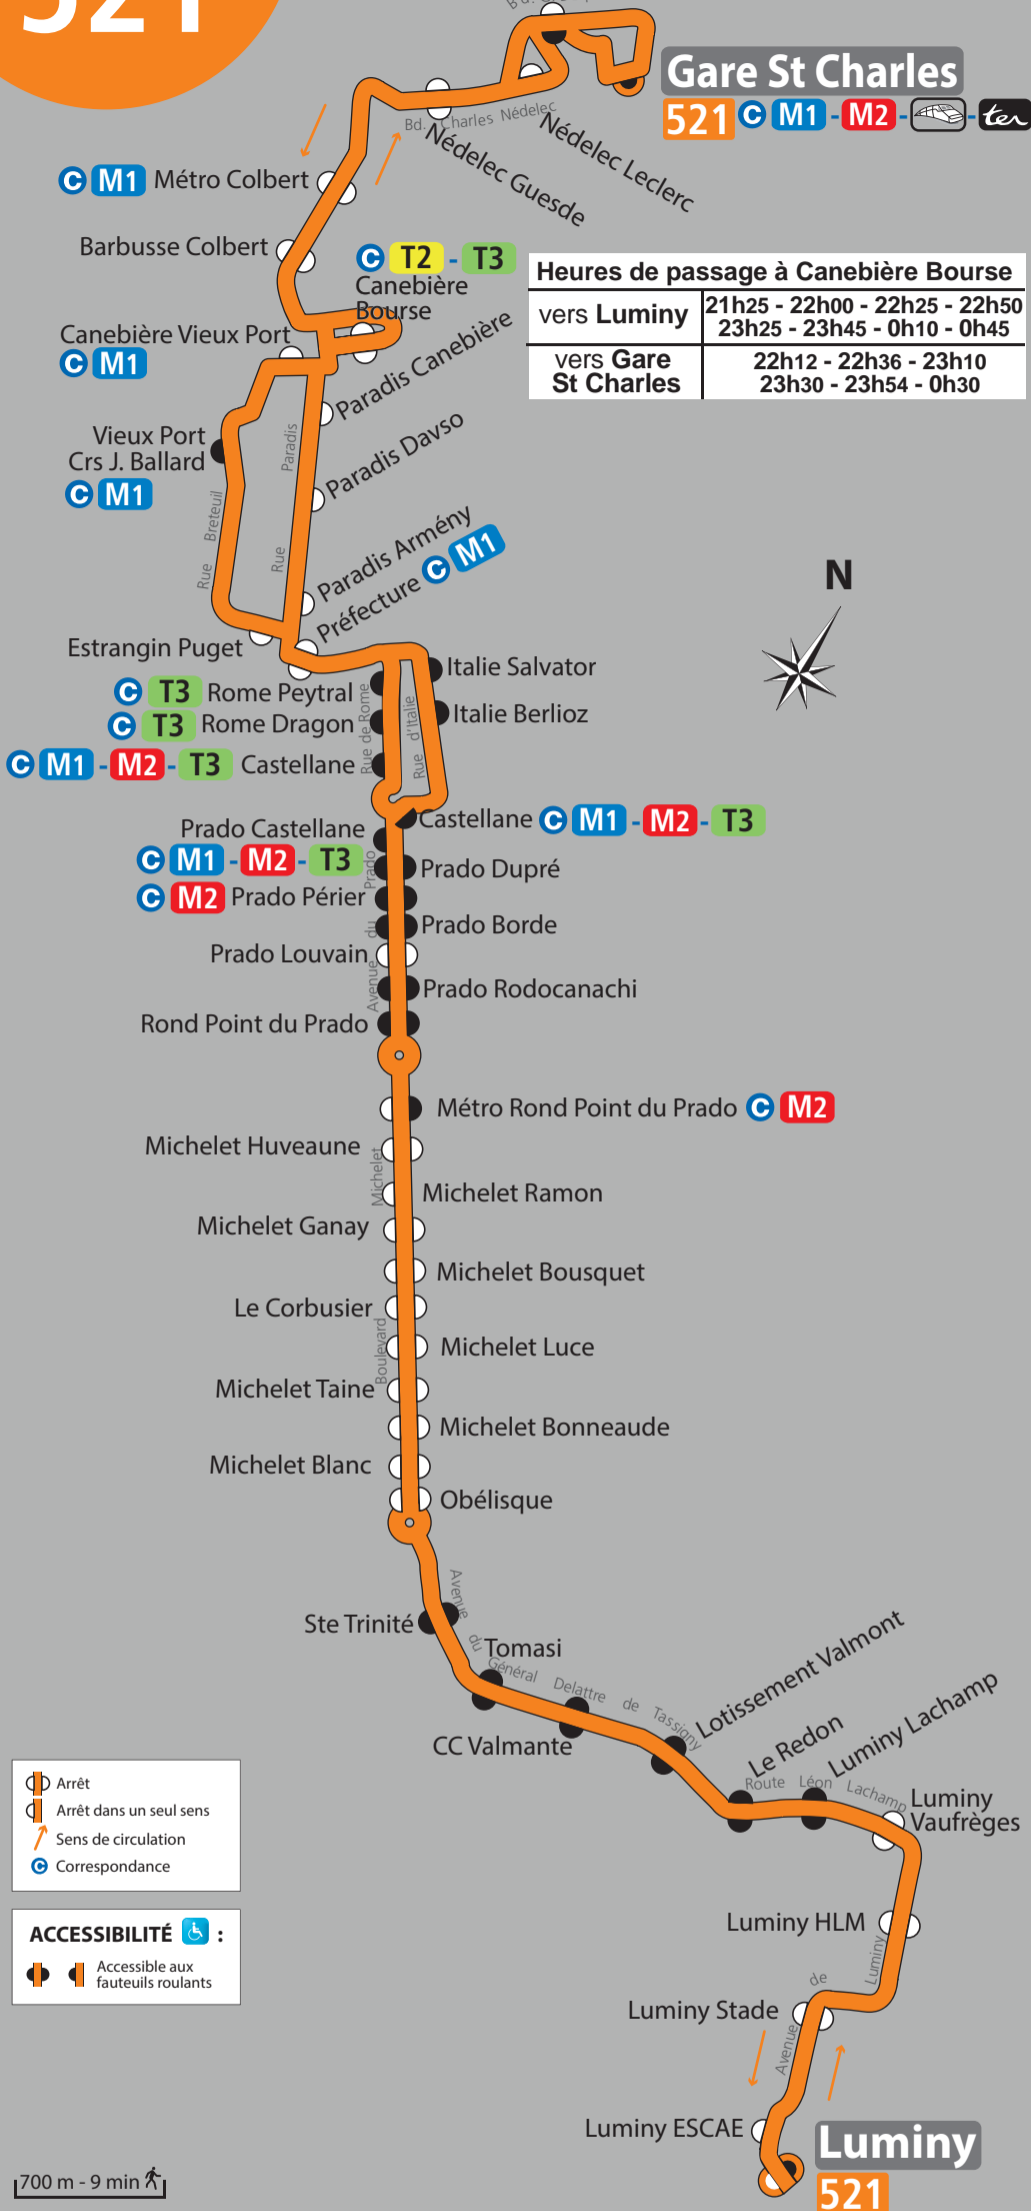 521
Gare St Charles
521 C M1 - M2 - - ter
Bd. Charles Nédelec
Nédelec Leclerc
Nédelec Guesde
C M1 Métro Colbert
Barbusse Colbert
C T2 - T3
Canebière
Bourse
Heures de passage à Canebière Bourse
vers Luminy
21h25 - 22h00 - 22h25 - 22h50
23h25 - 23h45 - 0h10 - 0h45
vers Gare
St Charles
22h12 - 22h36 - 23h10
23h30 - 23h54 - 0h30
Canebière Vieux Port
C M1
Paradis Canebière
Vieux Port
Crs J. Ballard
C M1
Paradis Davso
Rue Breteuil
Rue Paradis
Paradis Armény
Préfecture C M1
N
Estrangin Puget
Italie Salvator
C T3 Rome Peytral
Italie Berlioz
C T3 Rome Dragon
Rue de Rome
Rue d'Italie
C M1 - M2 - T3 Castellane
Castellane C M1 - M2 - T3
Prado Castellane
C M1 - M2 - T3
Prado Dupré
C M2 Prado Périer
Prado Borde
Avenue du Prado
Prado Louvain
Prado Rodocanachi
Rond Point du Prado
Métro Rond Point du Prado C M2
Michelet Huveaune
Michelet Ramon
Michelet Ganay
Michelet Bousquet
Le Corbusier
Boulevard Michelet
Michelet Luce
Michelet Taine
Michelet Bonneaude
Michelet Blanc
Obélisque
Ste Trinité
Avenue du Général Delattre de Tassigny
Tomasi
CC Valmante
Lotissement Valmont
Le Redon
Luminy Lachamp
Route Léon Lachamp
Luminy
Vaufrèges
Luminy HLM
Avenue de Luminy
Luminy Stade
Luminy ESCAE
Luminy
521
Arrêt
Arrêt dans un seul sens
Sens de circulation
C Correspondance
ACCESSIBILITÉ :
Accessible aux
fauteuils roulants
700 m - 9 min